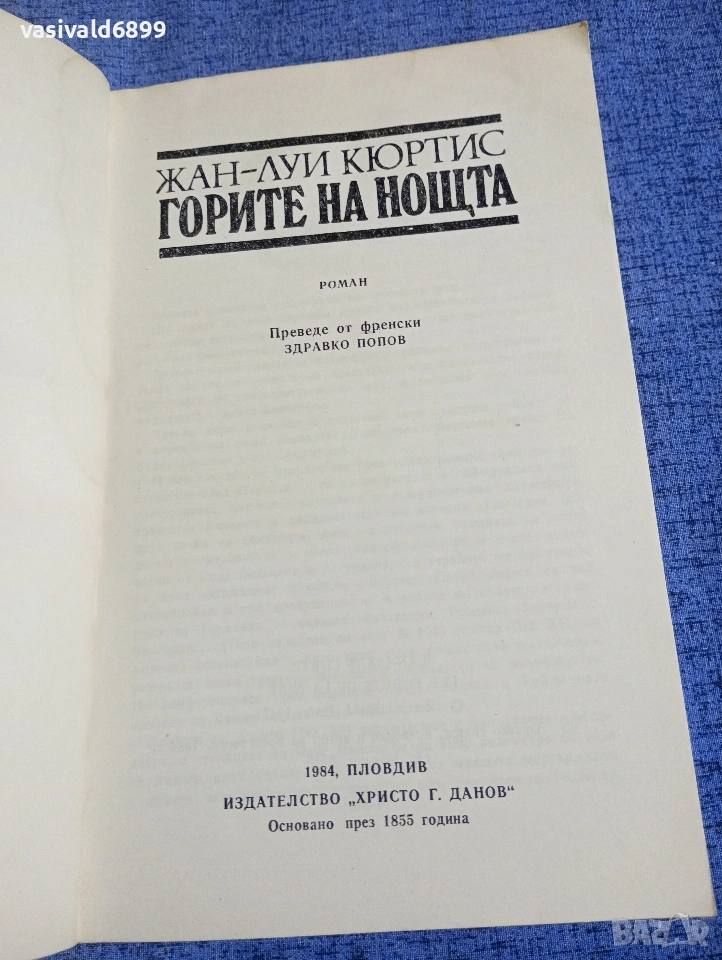 vasivald6899
ЖАН-ЛУИ КЮРТИС
ГОРИТЕ НА НОЩТА
РОМАН
Преведе от френски
ЗДРАВКО ПОПОВ
1984, ПЛОВДИВ
ИЗДАТЕЛСТВО „ХРИСТО Г. ДАНОВ“
Основано през 1855 година
BAZAR